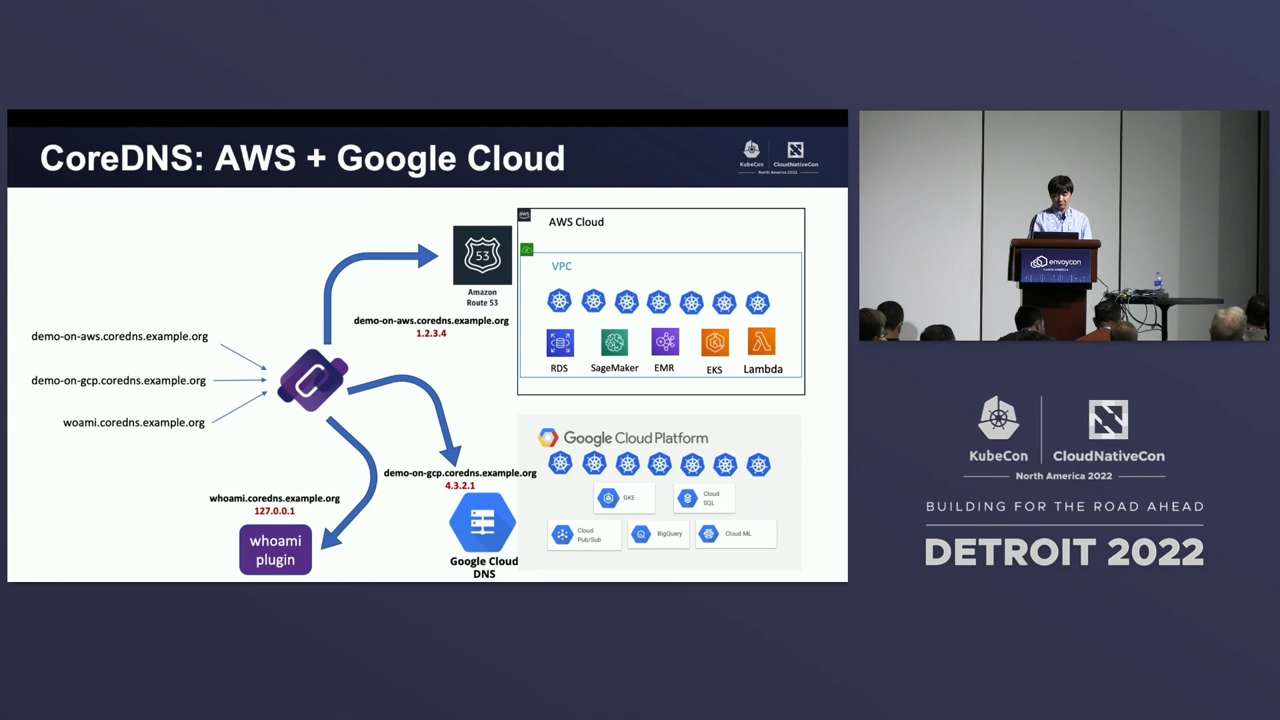 CoreDNS: AWS + Google Cloud
KubeCon
CloudNativeCon
North America 2022
demo-on-aws.coredns.example.org
demo-on-gcp.coredns.example.org
woami.coredns.example.org
53
Amazon
Route 53
demo-on-aws.coredns.example.org
1.2.3.4
aws
AWS Cloud
VPC
RDS
SageMaker
EMR
EKS
Lambda
demo-on-gcp.coredns.example.org
4.3.2.1
Google Cloud
DNS
whoami.coredns.example.org
127.0.0.1
whoami
plugin
Google Cloud Platform
GKE
Cloud
SQL
Cloud
Pub/Sub
BigQuery
Cloud ML
envoycon
NORTH AMERICA
KubeCon
CloudNativeCon
North America 2022
BUILDING FOR THE ROAD AHEAD
DETROIT 2022